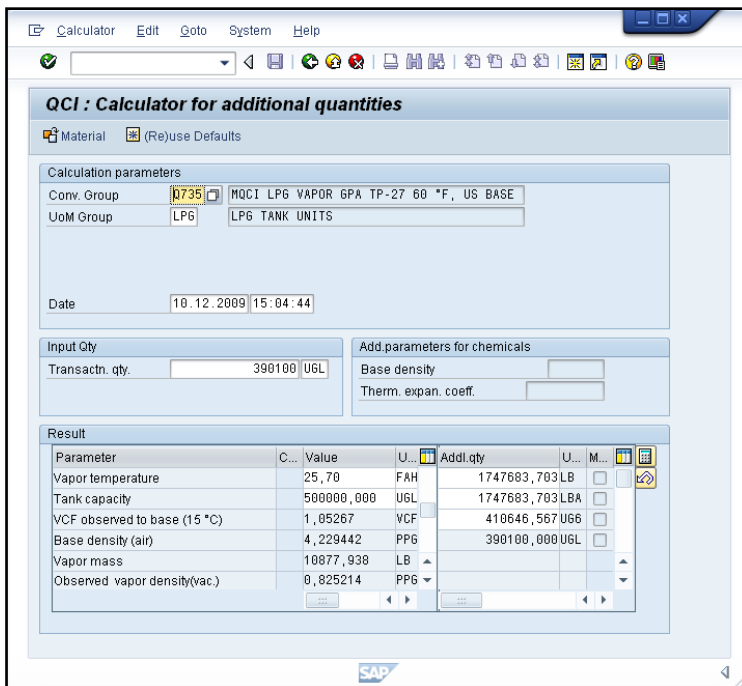 Calculator Edit Goto System Help
QCI : Calculator for additional quantities
Material (Re)use Defaults
Calculation parameters
Conv. Group Q735 MQCI LPG VAPOR GPA TP-27 60 °F, US BASE
UoM Group LPG LPG TANK UNITS
Date 10.12.2009 15:04:44
Input Qty
Transactn. qty. 390100 UGL
Add.parameters for chemicals
Base density
Therm. expan. coeff.
Result
Parameter C... Value U... Addl.qty U... M...
Vapor temperature 25,70 FAH 1747683,703 LB
Tank capacity 500000,000 UGL 1747683,703 LBA
VCF observed to base (15 °C) 1,05267 VCF 410646,567 UG6
Base density (air) 4,229442 PPG 390100,000 UGL
Vapor mass 10877,938 LB
Observed vapor density(vac.) 0,825214 PPG
SAP